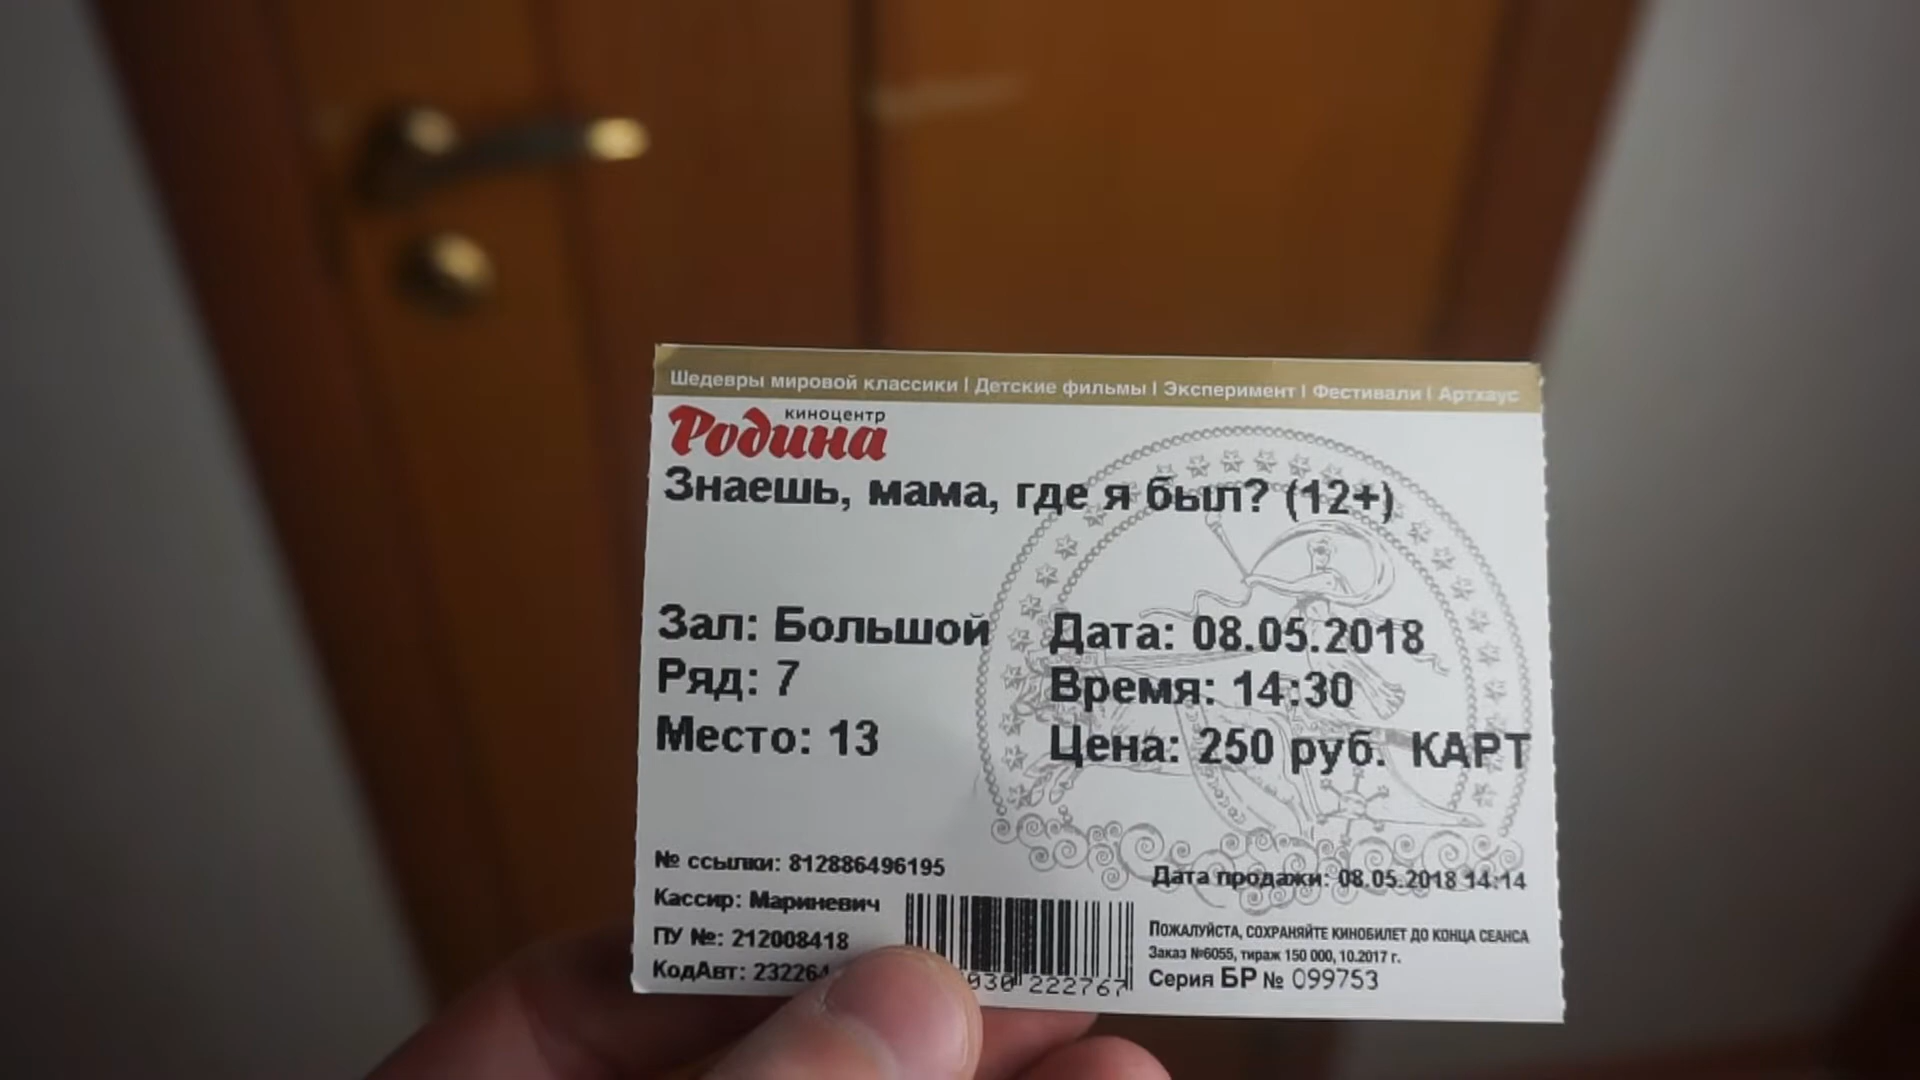 Шедевры мировой классики | Детские фильмы | Эксперимент | Фестивали | Артхаус
киноцентр
Родина
Знаешь, мама, где я был? (12+)
Зал: Большой
Дата: 08.05.2018
Ряд: 7
Время: 14:30
Место: 13
Цена: 250 руб. КАРТ
№ ссылки: 812886496195
Дата продажи: 08.05.2018 14:14
Кассир: Мариневич
ПУ №: 212008418
КодАвт: 232264
030 222767
Пожалуйста, сохраняйте кинобилет до конца сеанса
Заказ №6055, тираж 150 000, 10.2017 г.
Серия БР № 099753